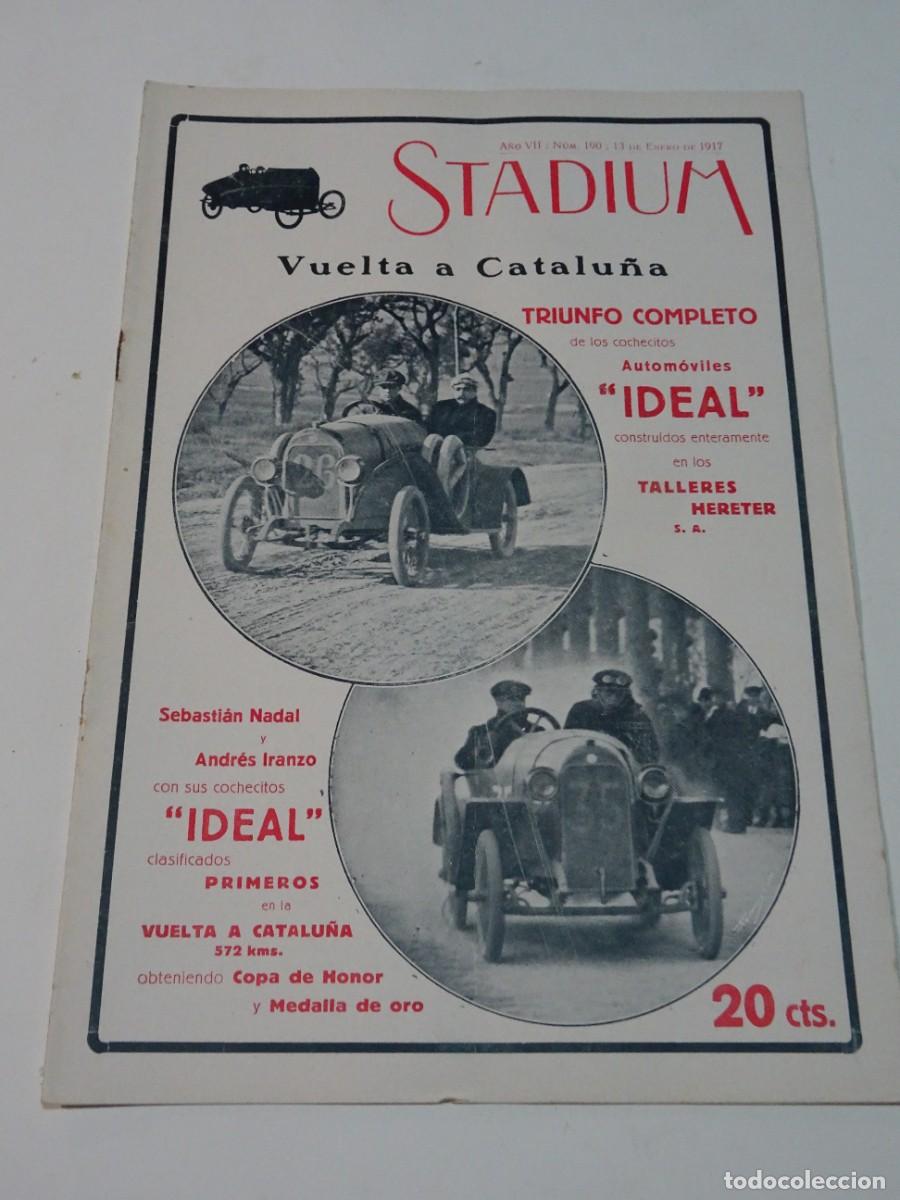 Año VII : Núm. 190 : 13 de Enero de 1917
STADIUM
Vuelta a Cataluña
TRIUNFO COMPLETO
de los cochecitos
Automóviles
"IDEAL"
construídos enteramente
en los
TALLERES
HERETER
S. A.
Sebastián Nadal
y
Andrés Iranzo
con sus cochecitos
"IDEAL"
clasificados
PRIMEROS
en la
VUELTA A CATALUÑA
572 kms.
obteniendo Copa de Honor
y Medalla de oro
20 cts.
todocoleccion